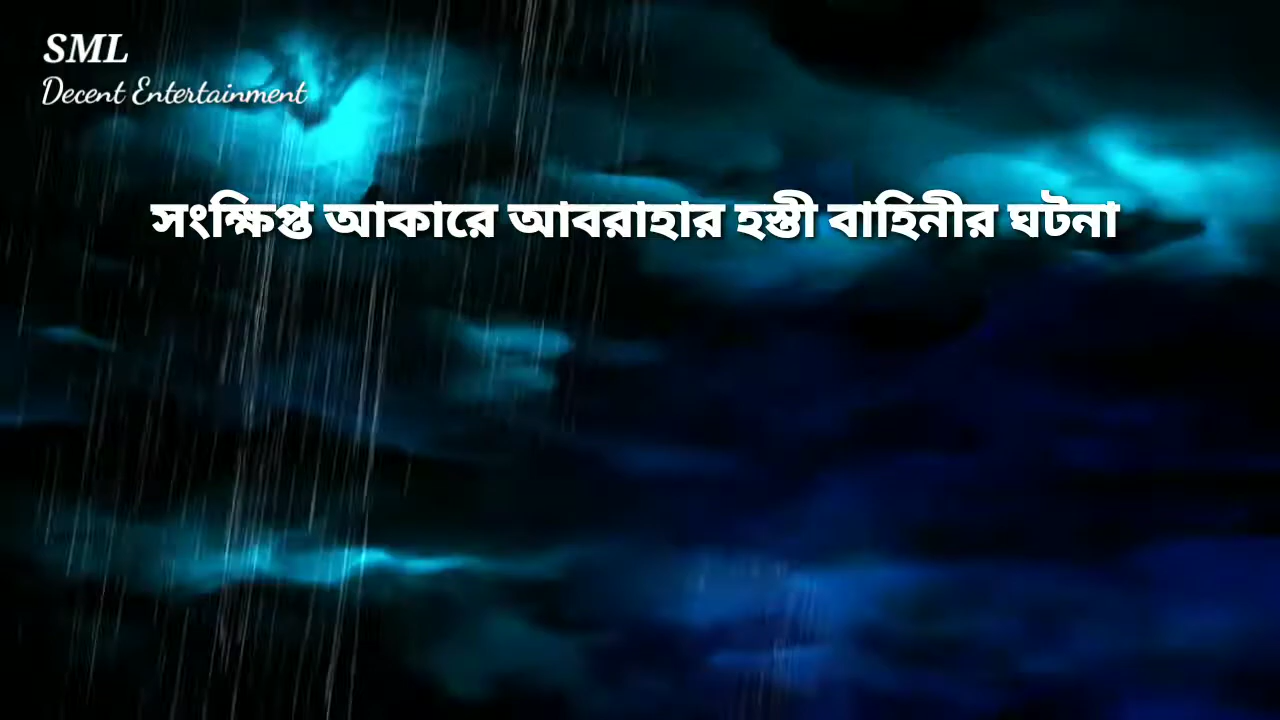 SML
Decent Entertainment
সংক্ষিপ্ত আকারে আবরাহার হস্তী বাহিনীর ঘটনা